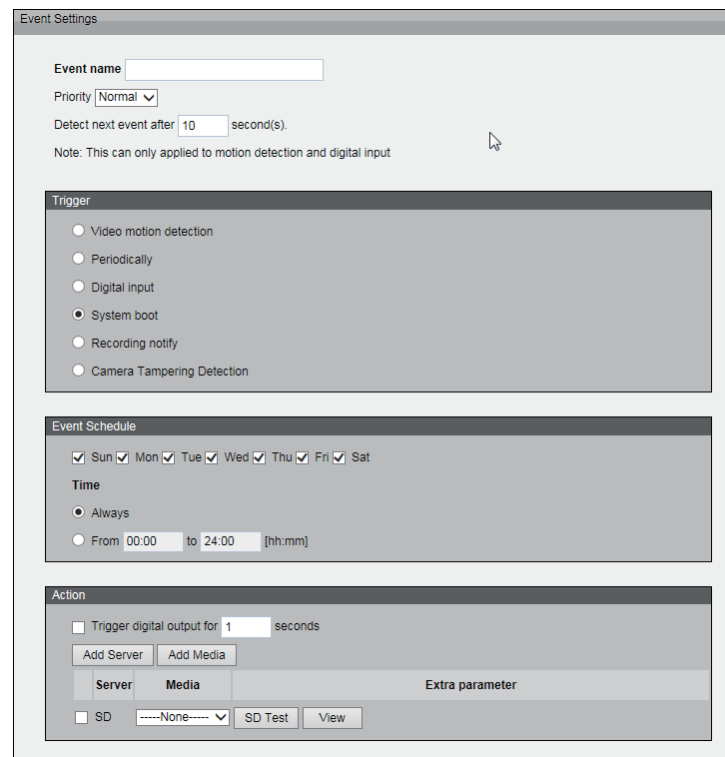 Event Settings
Event name
Priority Normal
Detect next event after 10 second(s).
Note: This can only applied to motion detection and digital input
Trigger
Video motion detection
Periodically
Digital input
System boot
Recording notify
Camera Tampering Detection
Event Schedule
Sun Mon Tue Wed Thu Fri Sat
Time
Always
From 00:00 to 24:00 [hh:mm]
Action
Trigger digital output for 1 seconds
Add Server Add Media
Server Media Extra parameter
SD -----None----- SD Test View